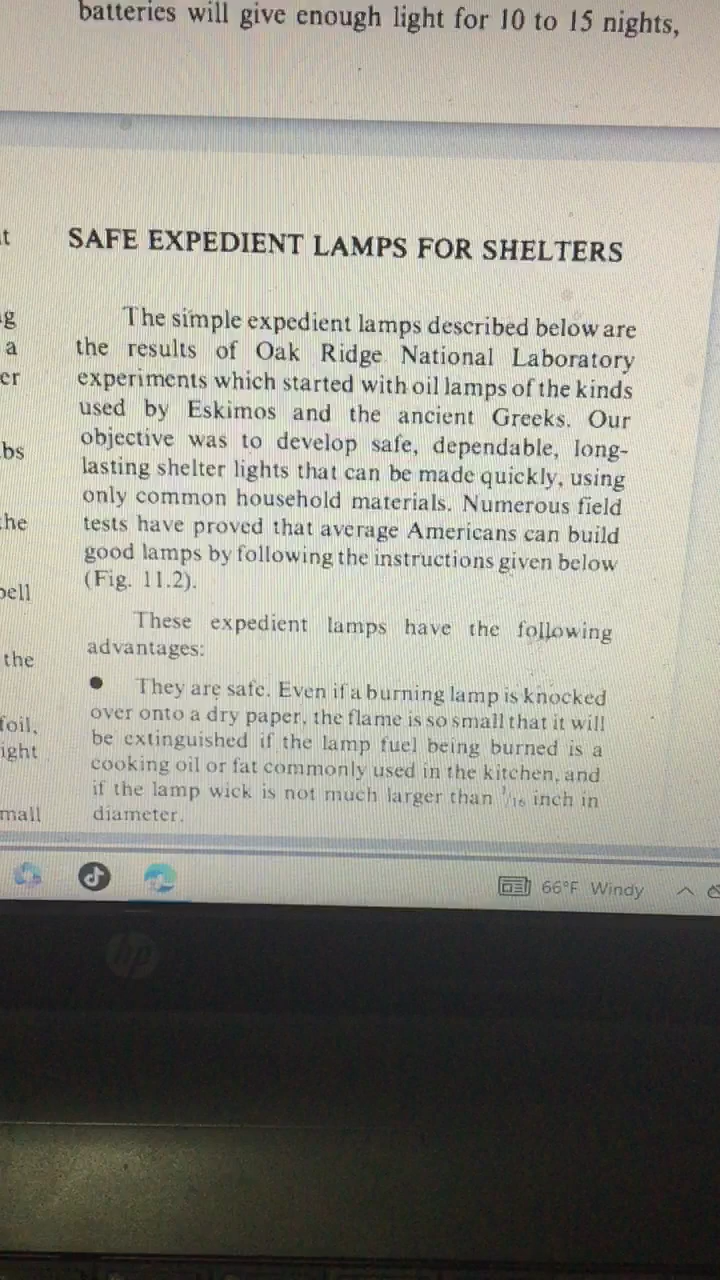 batteries will give enough light for 10 to 15 nights,
SAFE EXPEDIENT LAMPS FOR SHELTERS
The simple expedient lamps described below are
the results of Oak Ridge National Laboratory
experiments which started with oil lamps of the kinds
used by Eskimos and the ancient Greeks. Our
objective was to develop safe, dependable, long-
lasting shelter lights that can be made quickly, using
only common household materials. Numerous field
tests have proved that average Americans can build
good lamps by following the instructions given below
(Fig. 11.2).
These expedient lamps have the following
advantages:
● They are safe. Even if a burning lamp is knocked
over onto a dry paper, the flame is so small that it will
be extinguished if the lamp fuel being burned is a
cooking oil or fat commonly used in the kitchen, and
if the lamp wick is not much larger than 1/16 inch in
diameter.
a
er
the
foil,
66°F Windy
hp